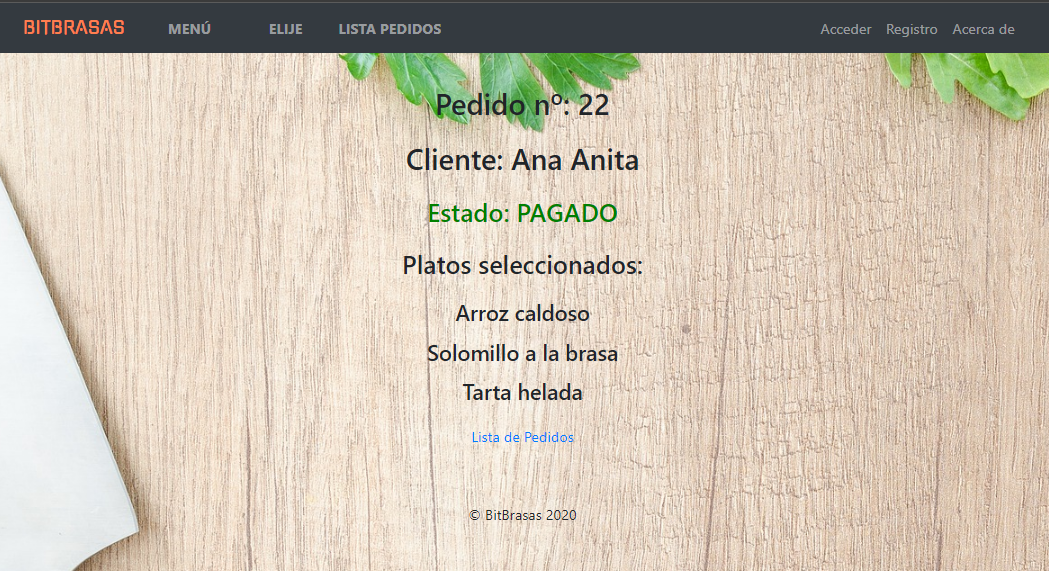 BITBRASAS MENÚ ELIJE LISTA PEDIDOS Acceder Registro Acerca de
Pedido nº: 22
Cliente: Ana Anita
Estado: PAGADO
Platos seleccionados:
Arroz caldoso
Solomillo a la brasa
Tarta helada
Lista de Pedidos
© BitBrasas 2020